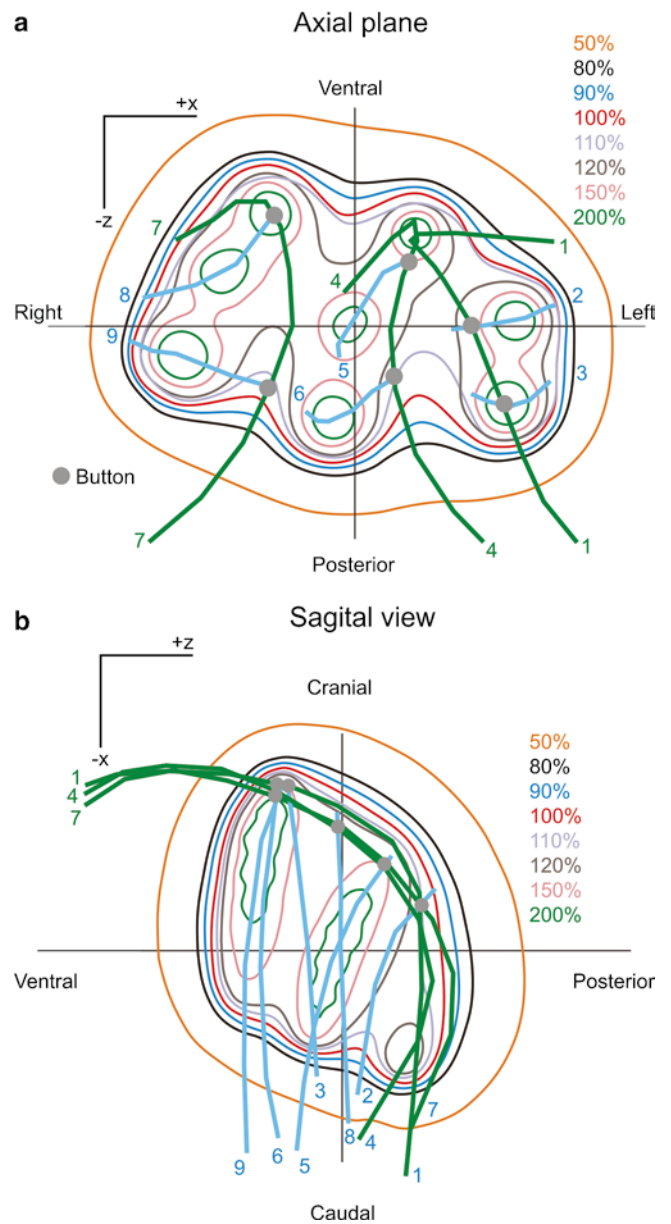 a
Axial plane
50%
80%
90%
100%
110%
120%
150%
200%
Ventral
+x
-z
7
1
4
8
2
Right
Left
9
5
3
6
Button
7
4
1
Posterior
b
Sagital view
+z
-x
Cranial
50%
80%
90%
100%
110%
120%
150%
200%
1
4
7
Ventral
Posterior
3
2
7
8
4
9
6
5
1
Caudal